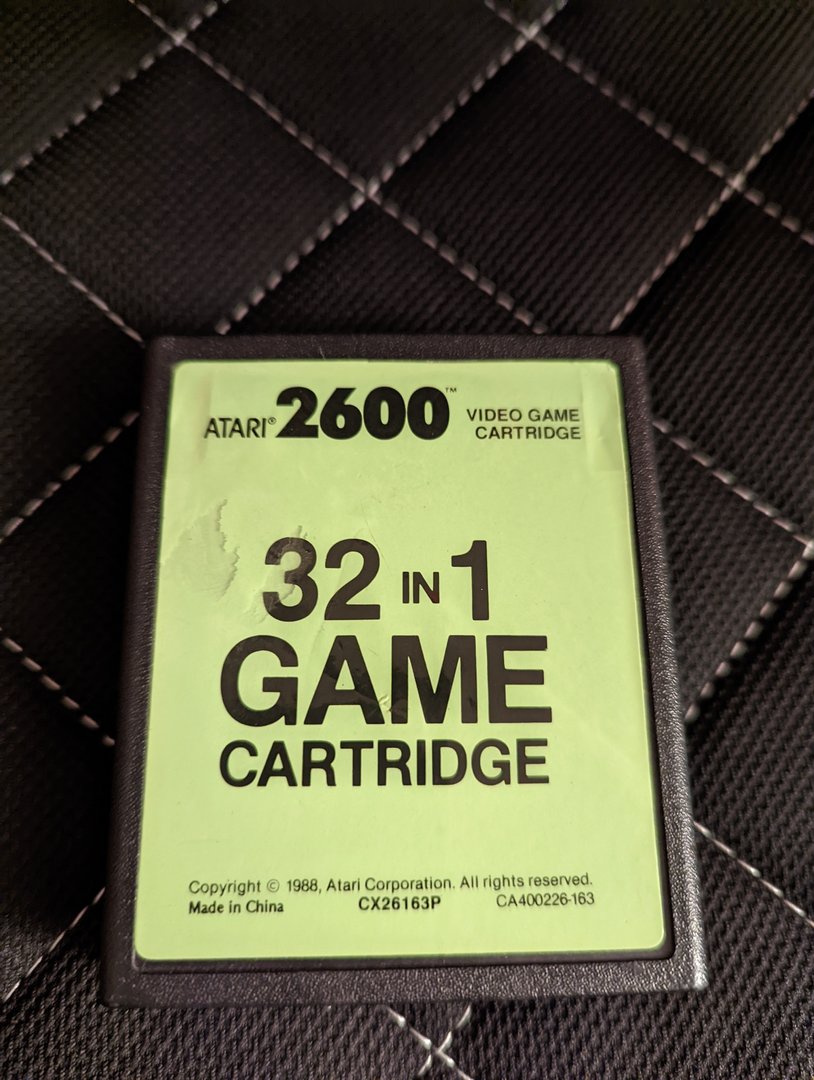 ATARI® 2600™ VIDEO GAME
CARTRIDGE
32 IN 1
GAME
CARTRIDGE
Copyright © 1988, Atari Corporation. All rights reserved.
Made in China CX26163P CA400226-163